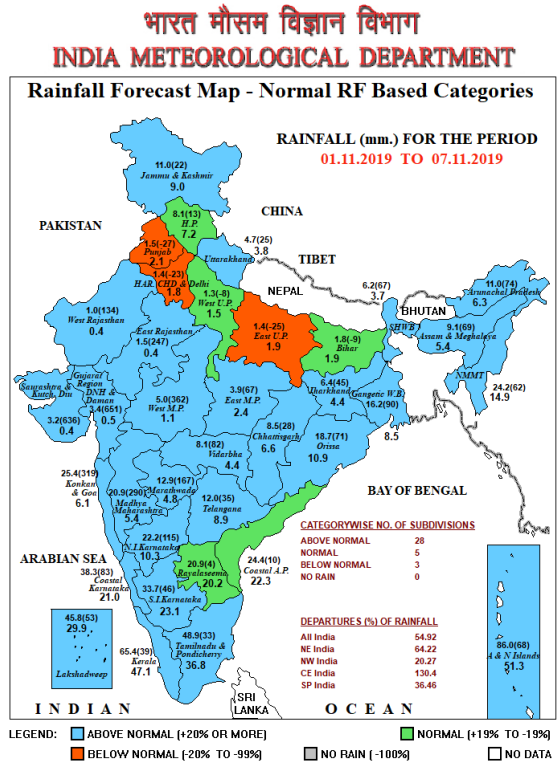 भारत मौसम विज्ञान विभाग
INDIA METEOROLOGICAL DEPARTMENT
Rainfall Forecast Map - Normal RF Based Categories
RAINFALL (mm.) FOR THE PERIOD
01.11.2019 TO 07.11.2019
11.0(22)
Jammu & Kashmir
9.0
CHINA
8.1(13)
H.P.
7.2
PAKISTAN
1.5(-27)
Punjab
2.1
4.7(25)
Uttarakhand
3.8
TIBET
1.4(-23)
HAR. CHD & Delhi
1.8
NEPAL
1.3(-8)
West U.P.
1.5
6.2(67)
3.7
11.0(74)
Arunachal Pradesh
6.3
BHUTAN
1.0(134)
West Rajasthan
0.4
East Rajasthan
1.5(247)
0.4
1.4(-25)
East U.P.
1.9
1.8(-9)
Bihar
1.9
SHWB
9.1(69)
Assam & Meghalaya
5.4
NMMT
24.2(62)
14.9
Gujarat
Region
DNH &
Daman
3.4(651)
0.5
Saurashtra &
Kutch, Diu
3.2(636)
0.4
5.0(362)
West M.P.
1.1
3.9(67)
East M.P.
2.4
6.4(45)
Jharkhand
4.4
Gangetic W.B.
16.2(90)
8.5
8.5(28)
Chhattisgarh
6.6
18.7(71)
Orissa
10.9
8.1(82)
Vidarbha
4.4
25.4(319)
Konkan
& Goa
6.1
20.9(290)
Madhya
Maharashtra
5.4
12.9(167)
Marathwada
4.8
12.0(35)
Telangana
8.9
BAY OF BENGAL
22.2(115)
N.I.Karnataka
10.3
ARABIAN SEA
38.3(83)
Coastal
Karnataka
21.0
20.9(4)
Rayalaseema
20.2
24.4(10)
Coastal A.P.
22.3
33.7(46)
S.I.Karnataka
23.1
CATEGORYWISE NO. OF SUBDIVISIONS
ABOVE NORMAL 28
NORMAL 5
BELOW NORMAL 3
NO RAIN 0
DEPARTURES (%) OF RAINFALL
All India 54.92
NE India 64.22
NW India 20.27
CE India 130.4
SP India 36.46
45.8(53)
29.9
Lakshadweep
65.4(39)
Kerala
47.1
48.9(33)
Tamilnadu &
Pondicherry
36.8
86.0(68)
A & N Islands
51.3
SRI
LANKA
INDIAN OCEAN
LEGEND: ABOVE NORMAL (+20% OR MORE) NORMAL (+19% TO -19%)
BELOW NORMAL (-20% TO -99%) NO RAIN (-100%) NO DATA